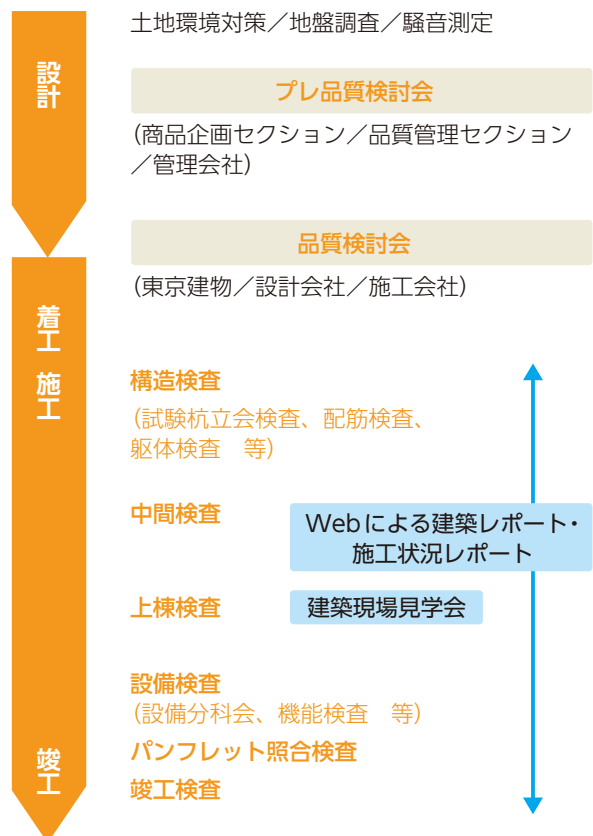 土地環境対策／地盤調査／騒音測定
設計
プレ品質検討会
(商品企画セクション／品質管理セクション
／管理会社)
品質検討会
(東京建物／設計会社／施工会社)
着工 施工
構造検査
(試験杭立会検査、配筋検査、
躯体検査　等)
中間検査
Webによる建築レポート・
施工状況レポート
上棟検査
建築現場見学会
設備検査
(設備分科会、機能検査　等)
パンフレット照合検査
竣工
竣工検査